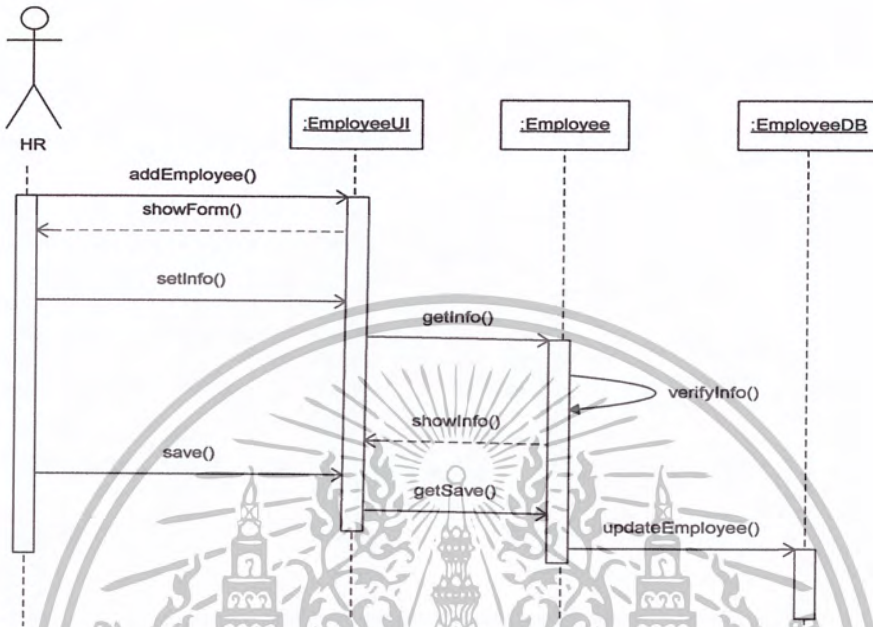 HR
:EmployeeUI
:Employee
:EmployeeDB
addEmployee()
showForm()
setInfo()
getInfo()
verifyInfo()
showInfo()
save()
getSave()
updateEmployee()